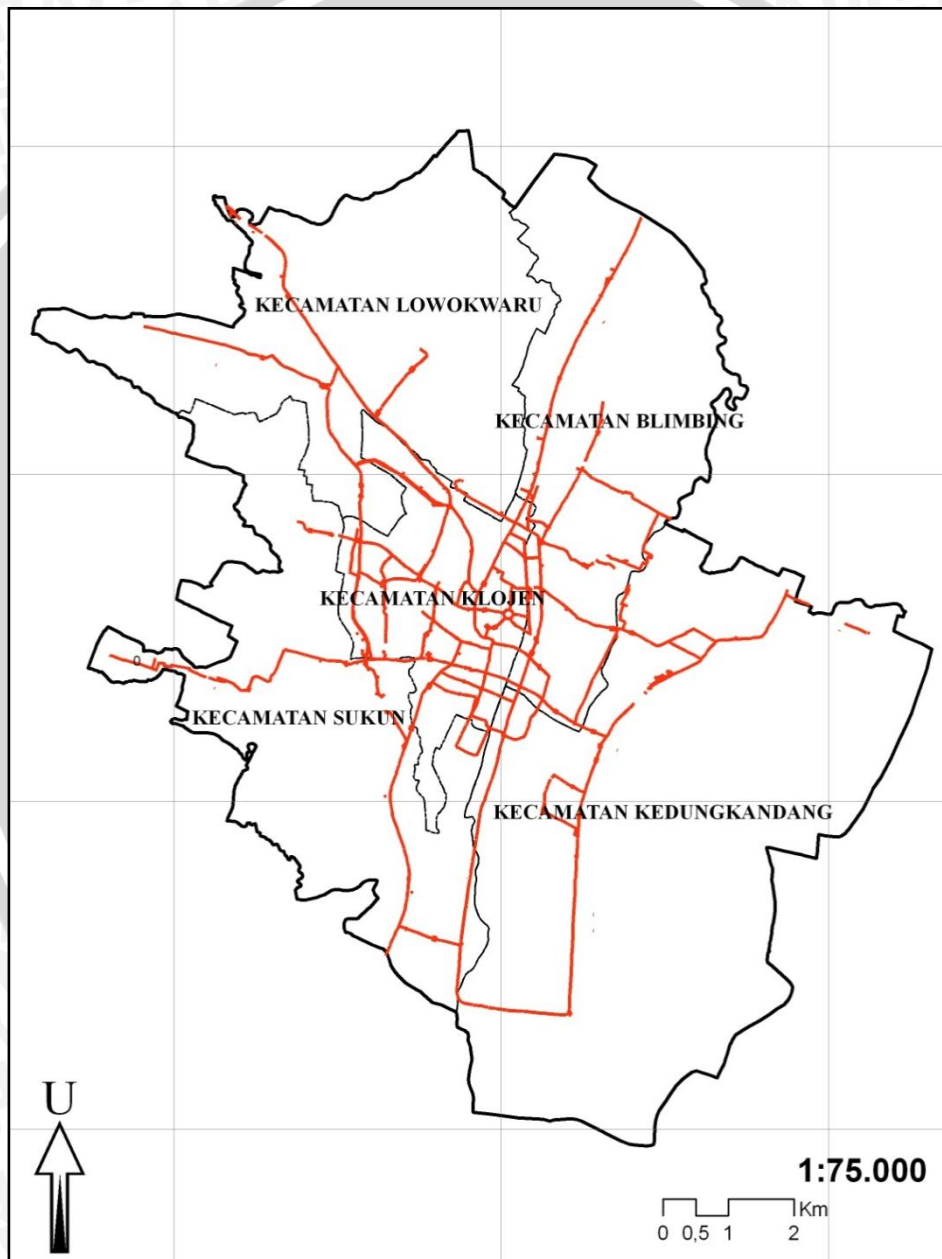 KECAMATAN LOWOKWARU
KECAMATAN BLIMBING
KECAMATAN KLOJEN
0
KECAMATAN SUKUN
KECAMATAN KEDUNGKANDANG
U
1:75.000
Km
0 0,5 1 2